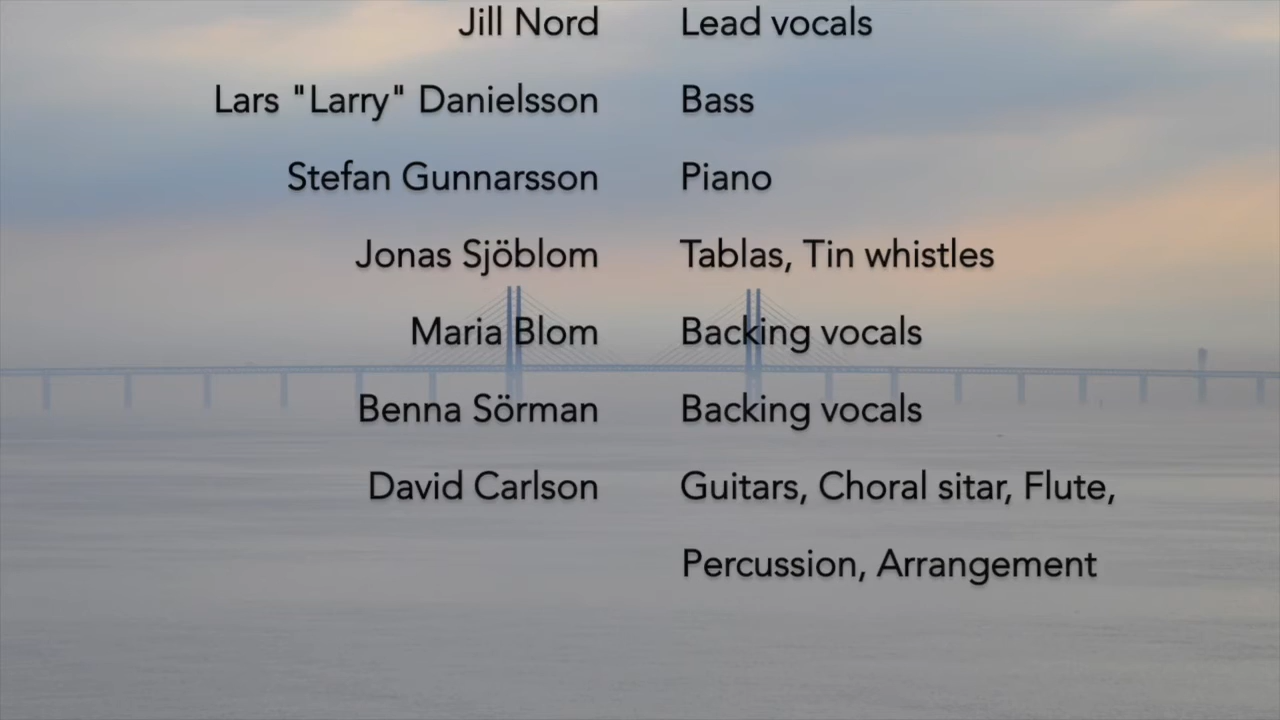 Jill Nord Lead vocals
Lars "Larry" Danielsson Bass
Stefan Gunnarsson Piano
Jonas Sjöblom Tablas, Tin whistles
Maria Blom Backing vocals
Benna Sörman Backing vocals
David Carlson Guitars, Choral sitar, Flute,
Percussion, Arrangement